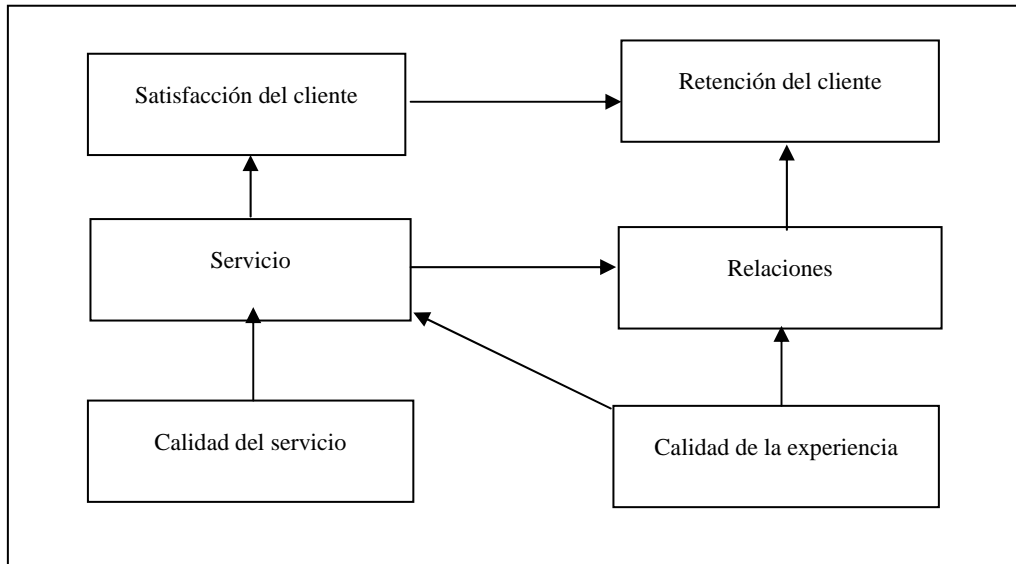 Satisfacción del cliente
Retención del cliente
Servicio
Relaciones
Calidad del servicio
Calidad de la experiencia